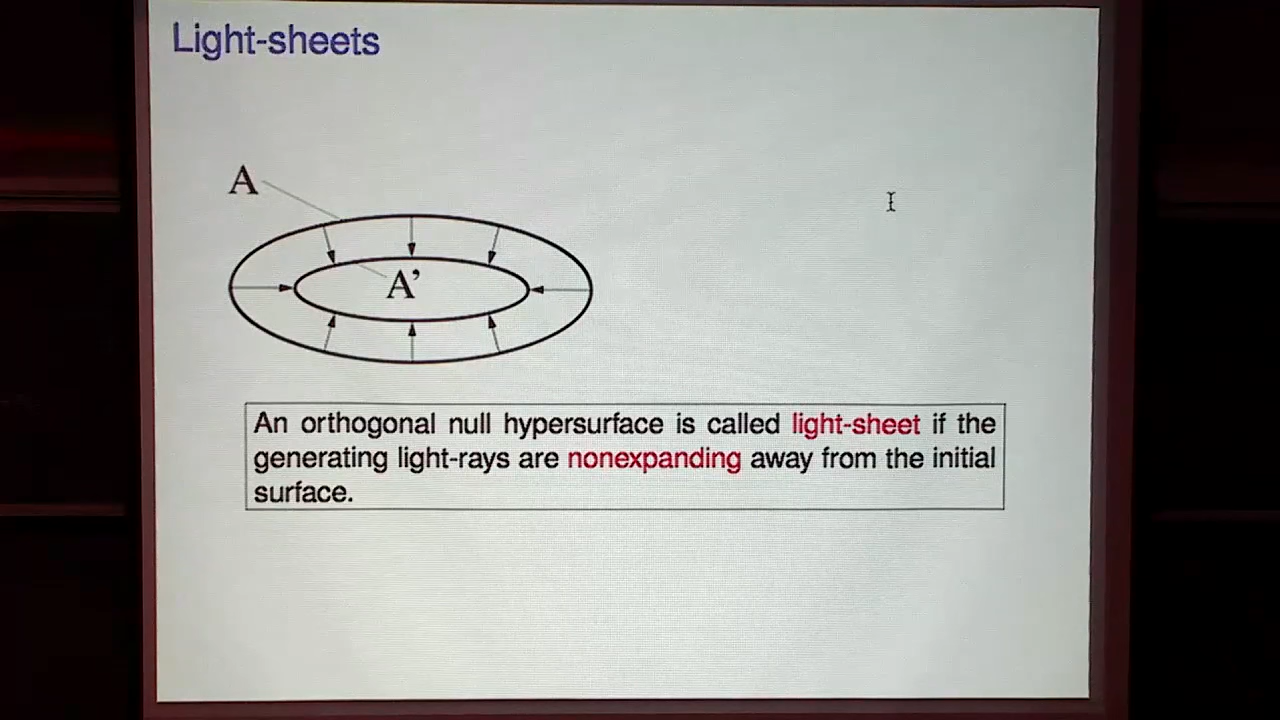 Light-sheets
A
A’
An orthogonal null hypersurface is called light-sheet if the
generating light-rays are nonexpanding away from the initial
surface.